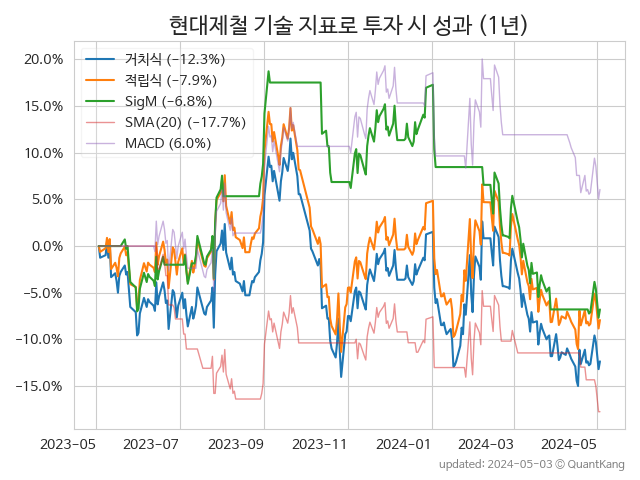 현대제철 기술 지표로 투자 시 성과 (1년)
20.0%
15.0%
10.0%
5.0%
0.0%
−5.0%
−10.0%
−15.0%
거치식 (−12.3%)
적립식 (−7.9%)
SigM (−6.8%)
SMA(20) (−17.7%)
MACD (6.0%)
2023-05 2023-07 2023-09 2023-11 2024-01 2024-03 2024-05
updated: 2024-05-03 © QuantKang